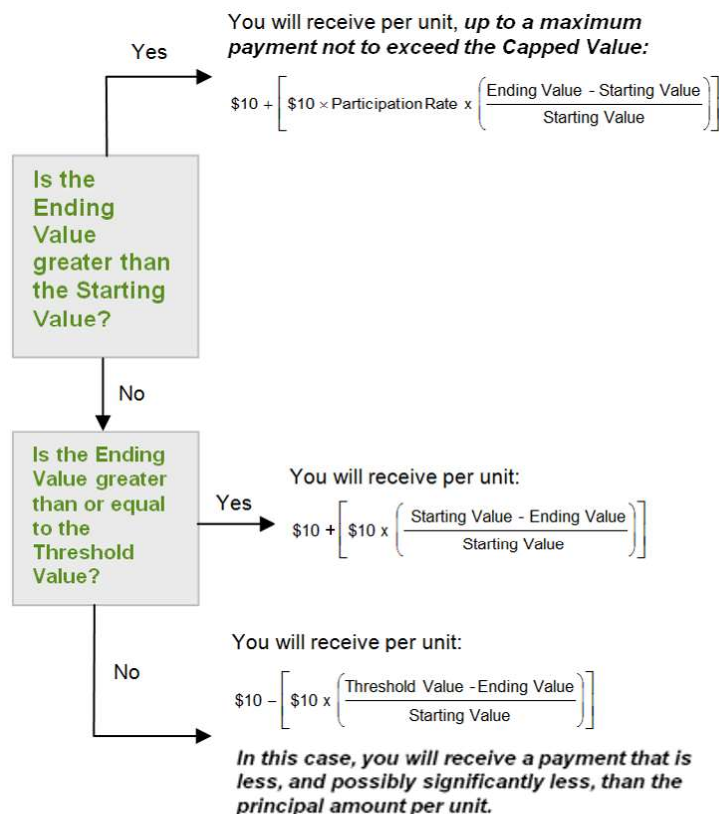 You will receive per unit, up to a maximum
payment not to exceed the Capped Value:
Yes
$10 + [ $10 × Participation Rate x ( Ending Value - Starting Value
Starting Value ) ]
Is the
Ending
Value
greater than
the Starting
Value?
No
Is the Ending
Value greater
than or equal
to the
Threshold
Value?
Yes
You will receive per unit:
$10 + [ $10 x ( Starting Value - Ending Value
Starting Value ) ]
No
You will receive per unit:
$10 – [ $10 x ( Threshold Value - Ending Value
Starting Value ) ]
In this case, you will receive a payment that is
less, and possibly significantly less, than the
principal amount per unit.